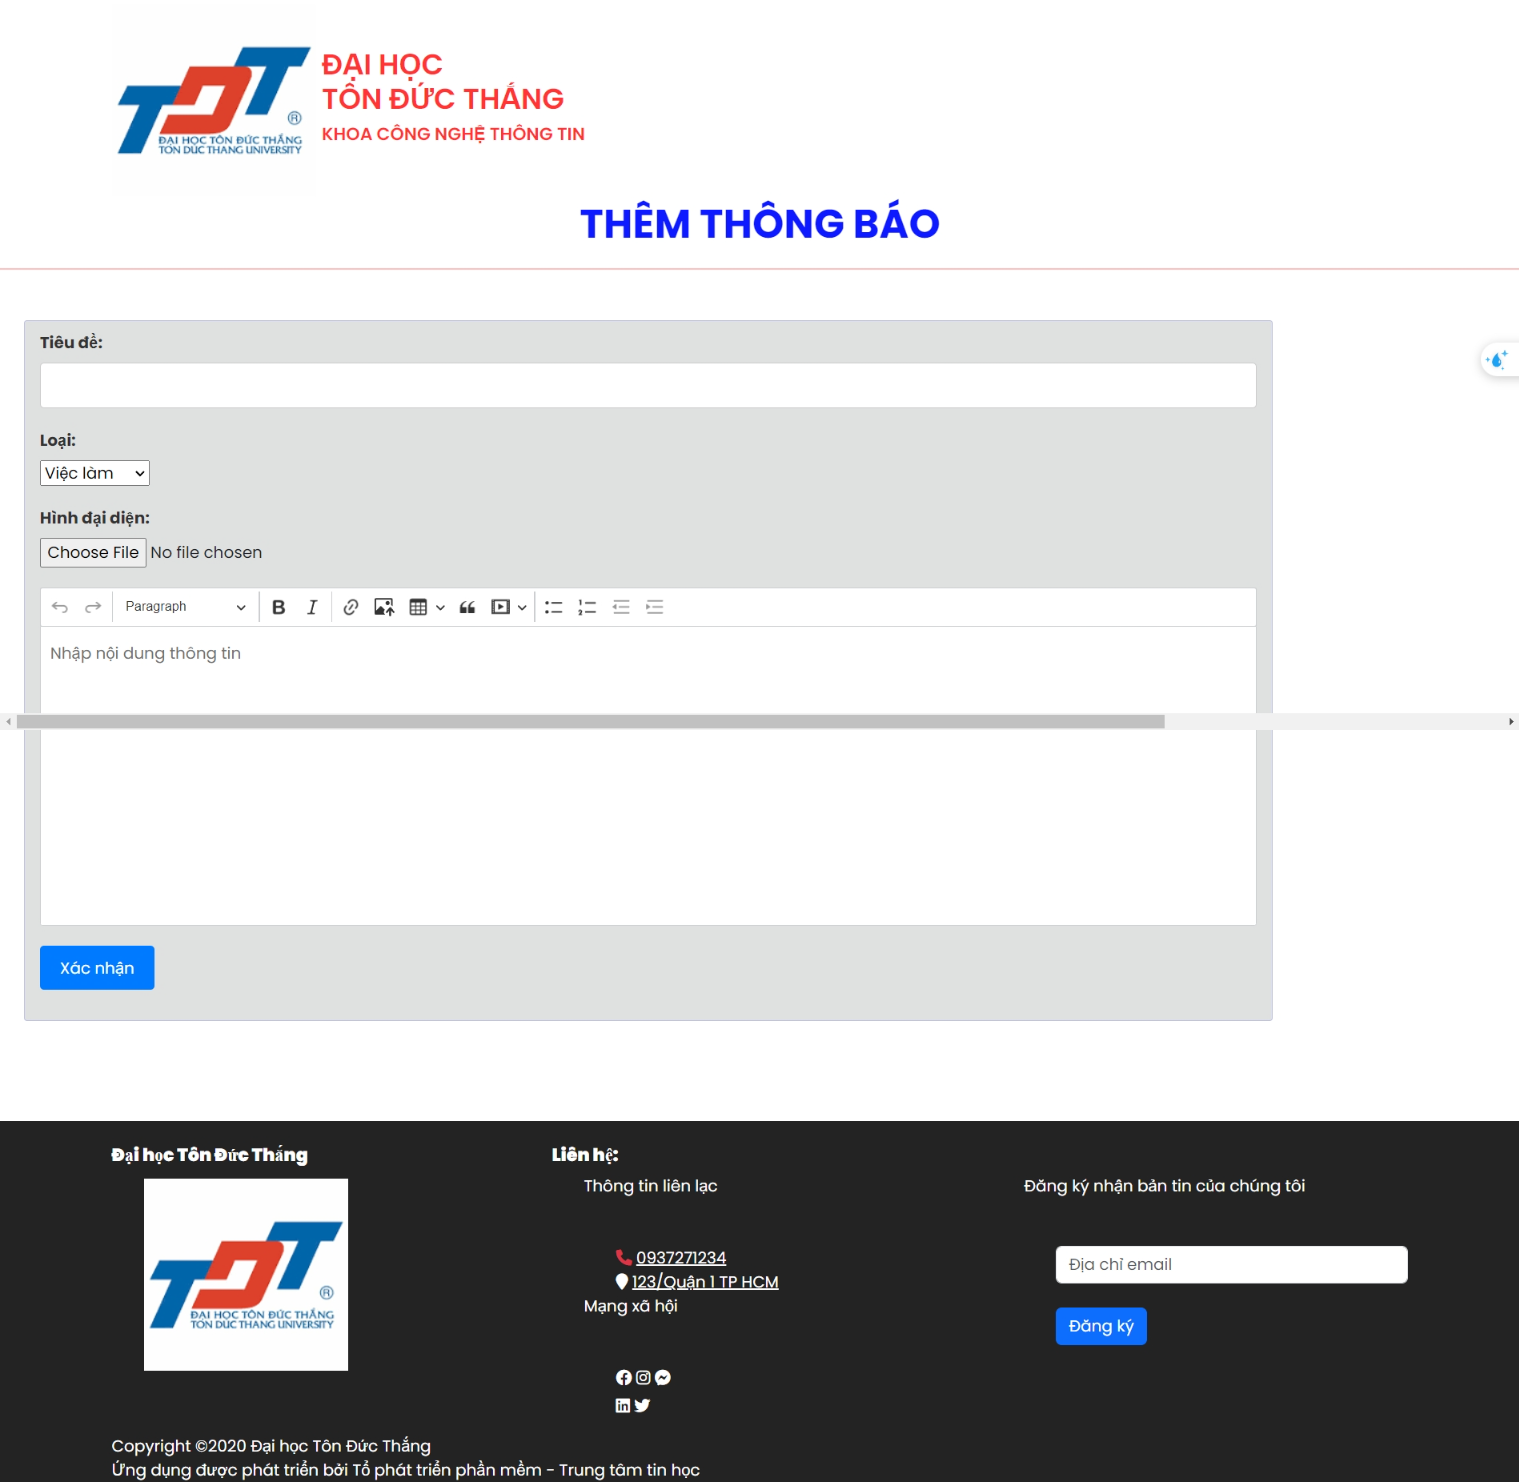 TDT
®
ĐẠI HỌC TÔN ĐỨC THẮNG
TON DUC THANG UNIVERSITY
ĐẠI HỌC
TÔN ĐỨC THẮNG
KHOA CÔNG NGHỆ THÔNG TIN
THÊM THÔNG BÁO
Tiêu đề:
Loại:
Việc làm
Hình đại diện:
Choose File No file chosen
Paragraph B I
Nhập nội dung thông tin
Xác nhận
Đại học Tôn Đức Thắng
TDT
®
ĐẠI HỌC TÔN ĐỨC THẮNG
TON DUC THANG UNIVERSITY
Liên hệ:
Thông tin liên lạc
0937271234
123/Quận 1 TP HCM
Mạng xã hội
Đăng ký nhận bản tin của chúng tôi
Địa chỉ email
Đăng ký
Copyright ©2020 Đại học Tôn Đức Thắng
Ứng dụng được phát triển bởi Tổ phát triển phần mềm - Trung tâm tin học